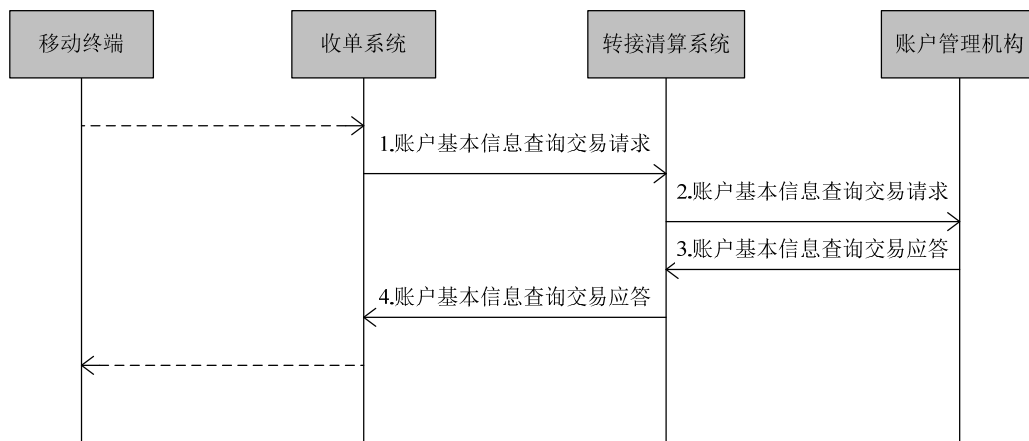 移动终端
收单系统
转接清算系统
账户管理机构
1.账户基本信息查询交易请求
2.账户基本信息查询交易请求
3.账户基本信息查询交易应答
4.账户基本信息查询交易应答